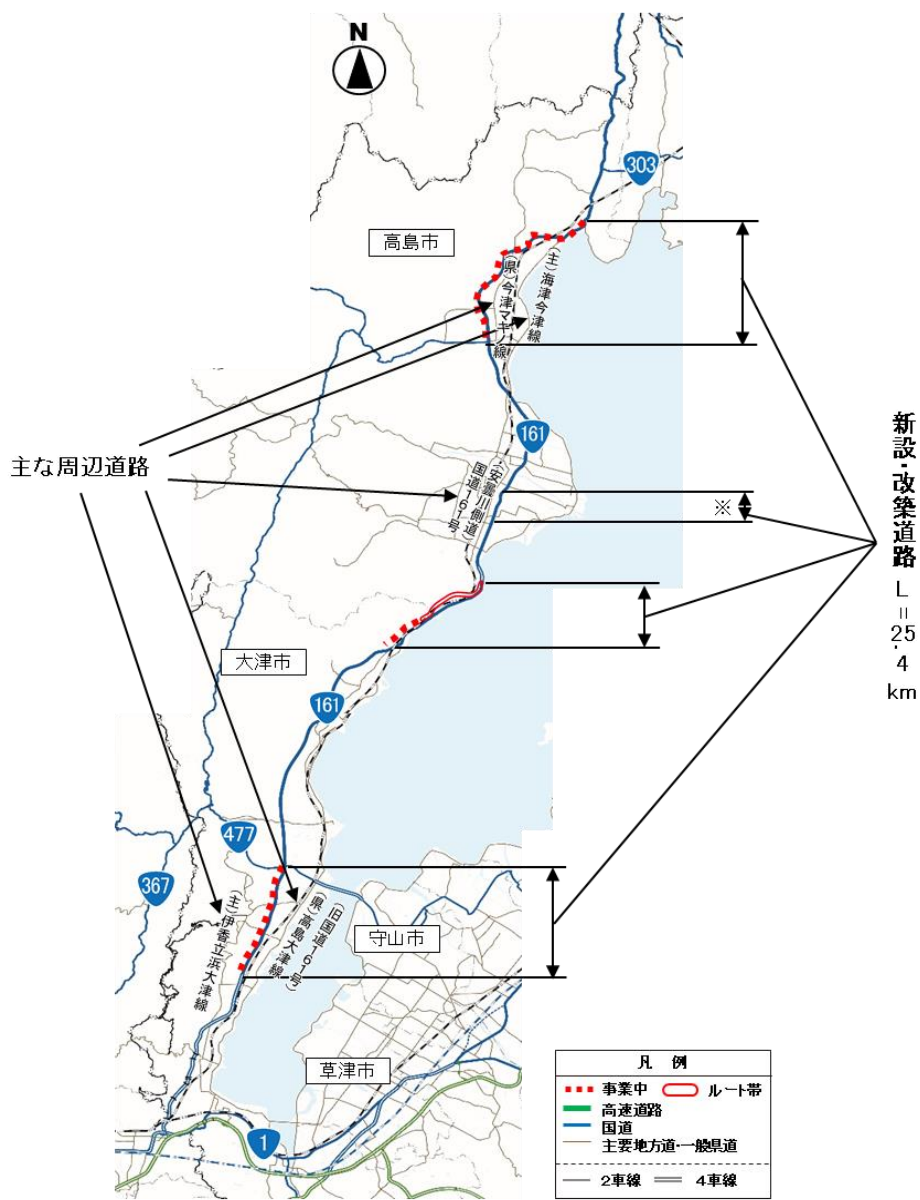 N
303
高島市
(県)今津マキノ線
(主)海津今津線
161
主な周辺道路
(安曇川側道)
国道161号
※
新設・改築道路 L=25.4km
大津市
161
477
367
(主)伊香立浜大津線
(旧国道161号)
(県)高島大津線
守山市
草津市
1
凡 例
事業中 ルート帯
高速道路
国道
主要地方道・一般県道
2車線 4車線